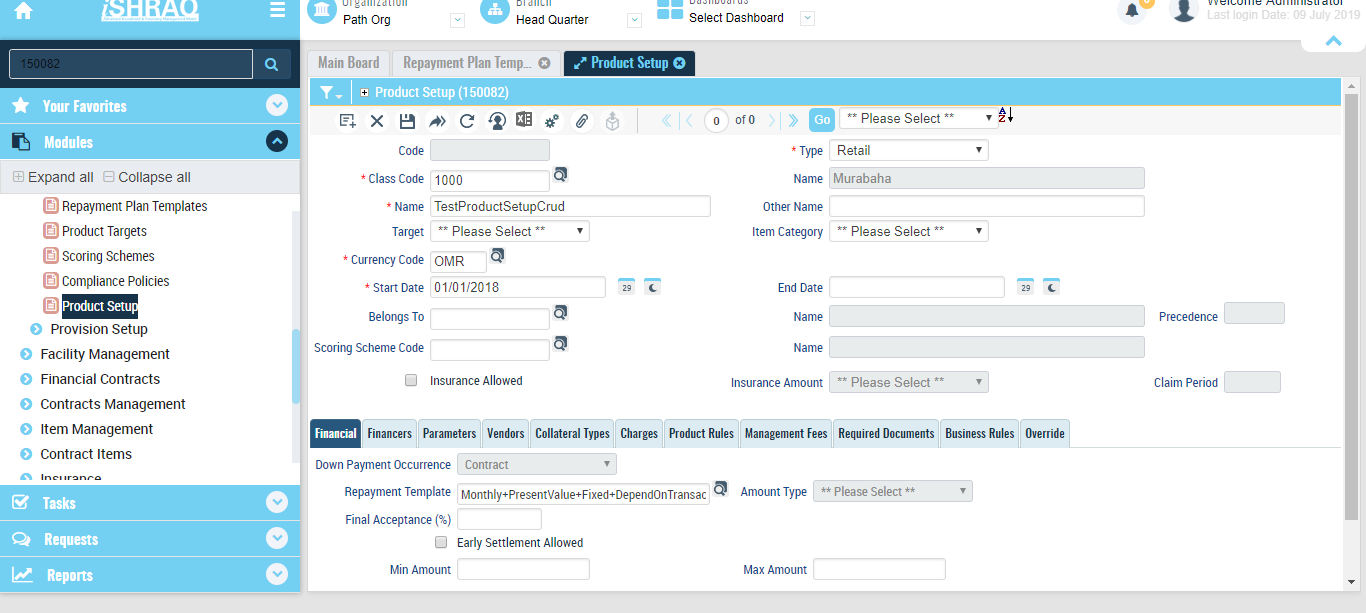 iSHRAQ
Organization
Path Org
Branch
Head Quarter
Dashboards
Select Dashboard
Welcome Administrator
Last login Date: 09 July 2019
150082
Your Favorites
Modules
Expand all
Collapse all
Repayment Plan Templates
Product Targets
Scoring Schemes
Compliance Policies
Product Setup
Provision Setup
Facility Management
Financial Contracts
Contracts Management
Item Management
Contract Items
Insurance
Tasks
Requests
Reports
Main Board
Repayment Plan Temp...
Product Setup
Product Setup (150082)
0 of 0
Go
** Please Select **
Code
* Type Retail
* Class Code 1000
Name Murabaha
* Name TestProductSetupCrud
Other Name
Target ** Please Select **
Item Category ** Please Select **
* Currency Code OMR
* Start Date 01/01/2018
29
End Date
29
Belongs To
Name
Precedence
Scoring Scheme Code
Name
Insurance Allowed
Insurance Amount ** Please Select **
Claim Period
Financial
Financers
Parameters
Vendors
Collateral Types
Charges
Product Rules
Management Fees
Required Documents
Business Rules
Override
Down Payment Occurrence Contract
Repayment Template Monthly+PresentValue+Fixed+DependOnTransac
Amount Type ** Please Select **
Final Acceptance (%)
Early Settlement Allowed
Min Amount
Max Amount